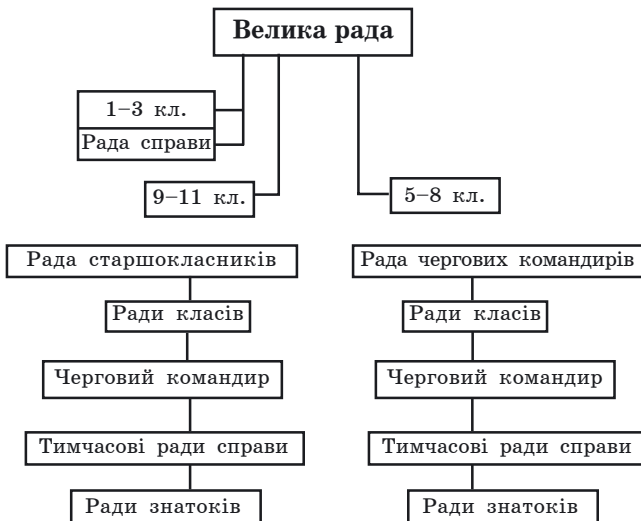 Велика рада
1–3 кл.
Рада справи
9–11 кл.
5–8 кл.
Рада старшокласників
Рада чергових командирів
Ради класів
Ради класів
Черговий командир
Черговий командир
Тимчасові ради справи
Тимчасові ради справи
Ради знатоків
Ради знатоків